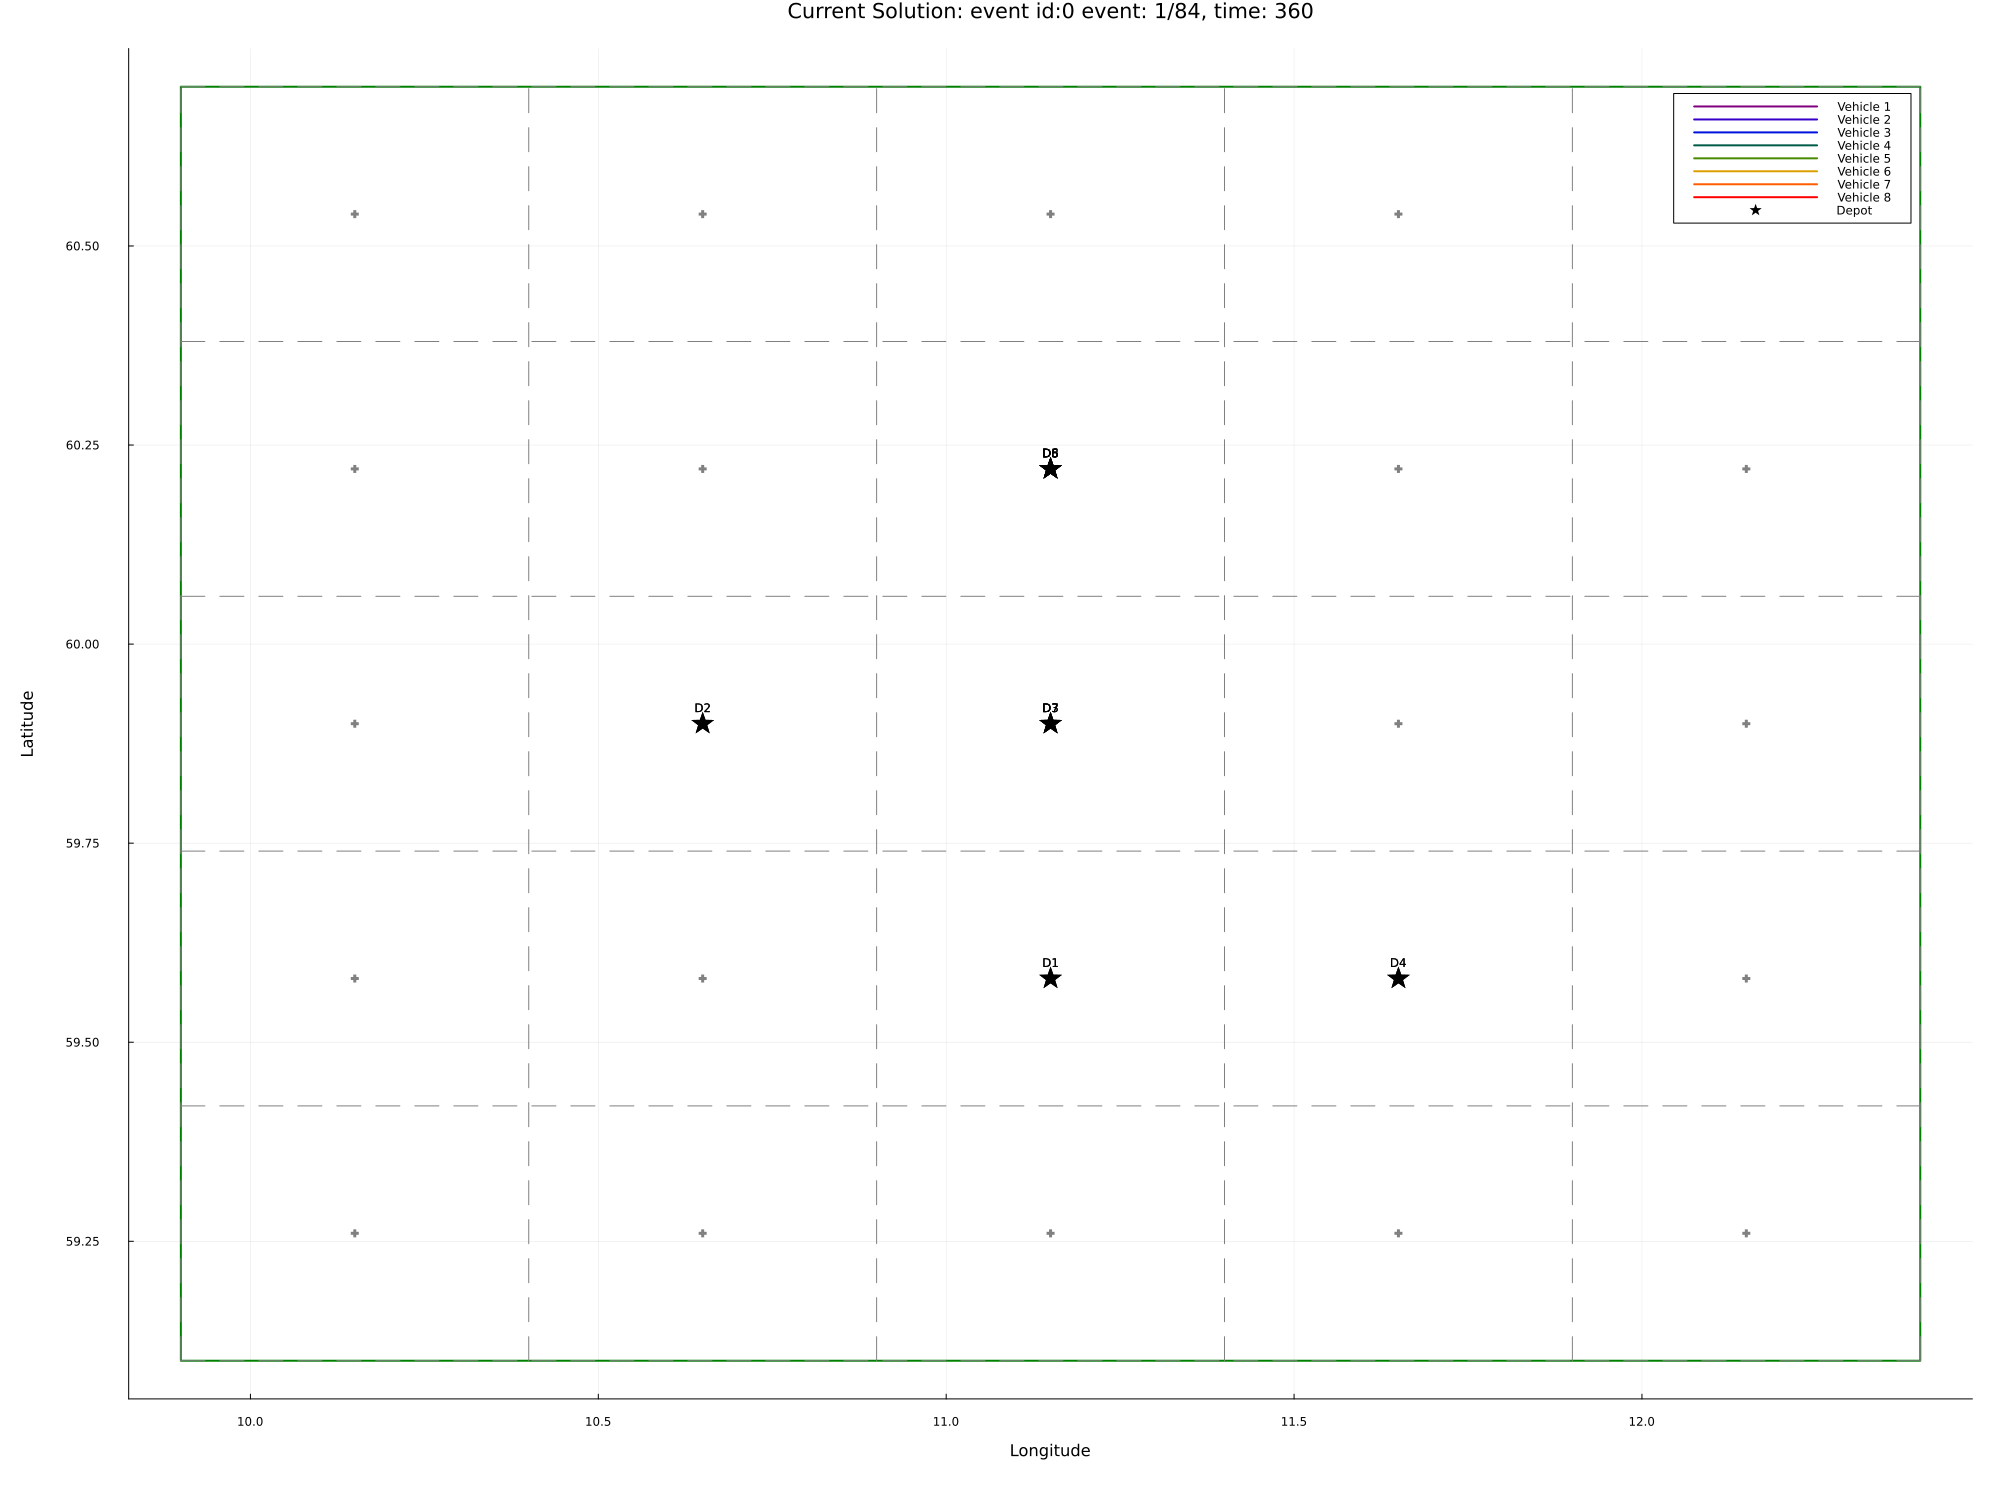 Current Solution: event id:0 event: 1/84, time: 360
Vehicle 1
Vehicle 2
Vehicle 3
Vehicle 4
Vehicle 5
Vehicle 6
Vehicle 7
Vehicle 8
Depot
60.50
60.25
60.00
59.75
59.50
59.25
Latitude
D2
D1
D4
10.0
10.5
11.0
11.5
12.0
Longitude